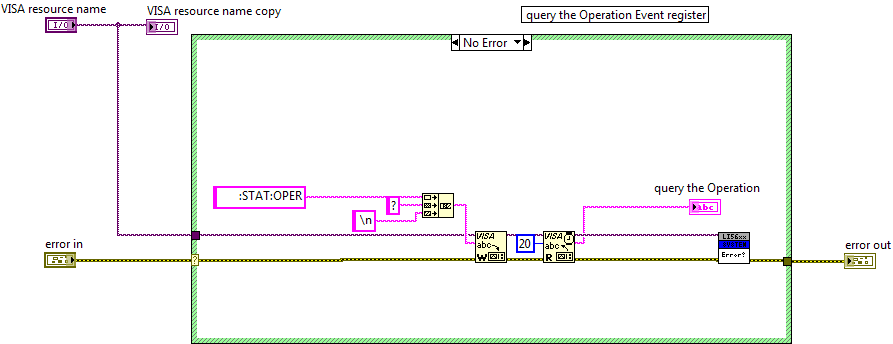 VISA resource name
VISA resource name copy
query the Operation Event register
I/O
I/O
No Error
:STAT:OPER
?
\n
query the Operation
abc
error in
error out
VISA
abc
W
20
VISA
abc
R
LIS6xx
Error?
?